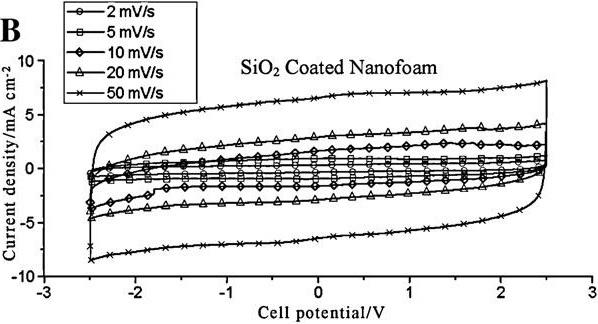 B
2 mV/s
5 mV/s
10 mV/s
20 mV/s
50 mV/s
SiO₂ Coated Nanofoam
Current density/mA cm⁻²
10
5
0
-5
-10
-3
-2
-1
0
1
2
3
Cell potential/V